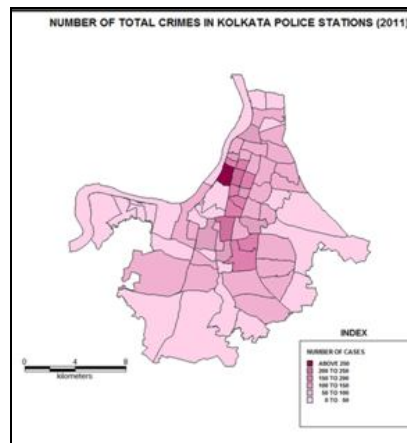 NUMBER OF TOTAL CRIMES IN KOLKATA POLICE STATIONS (2011)
0 4 8
kilometers
INDEX
NUMBER OF CASES
ABOVE 250
200 TO 250
150 TO 200
100 TO 150
50 TO 100
0 TO 50